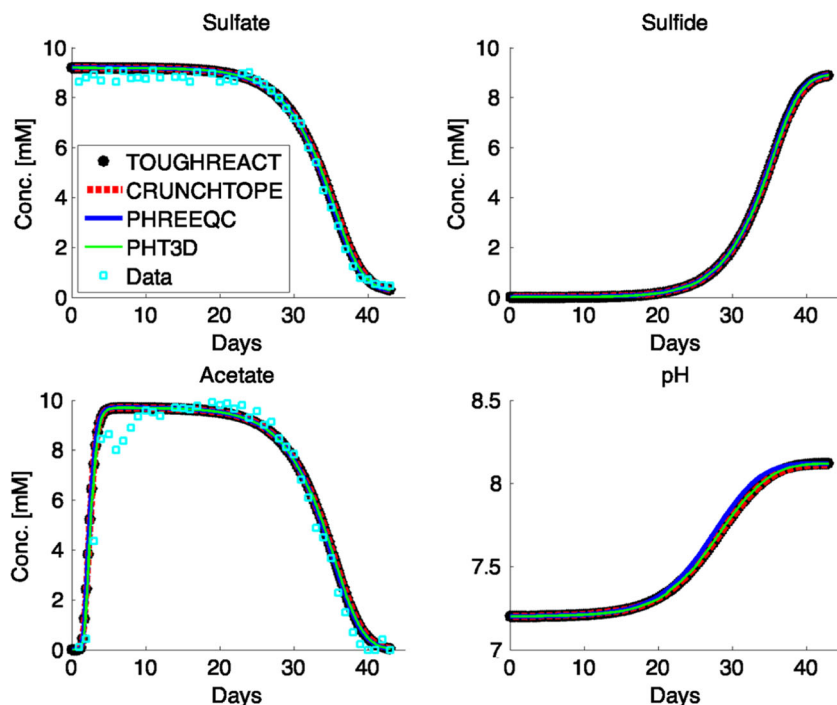 Sulfate
10
8
6
4
2
0
Conc. [mM]
TOUGHREACT
CRUNCHTOPE
PHREEQC
PHT3D
Data
0 10 20 30 40
Days
Sulfide
10
8
6
4
2
0
Conc. [mM]
0 10 20 30 40
Days
Acetate
10
8
6
4
2
0
Conc. [mM]
0 10 20 30 40
Days
pH
8.5
8
7.5
7
0 10 20 30 40
Days